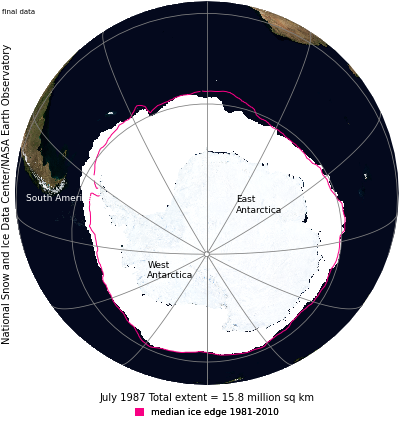 final data
National Snow and Ice Data Center/NASA Earth Observatory
South America
East
Antarctica
West
Antarctica
July 1987 Total extent = 15.8 million sq km
median ice edge 1981-2010